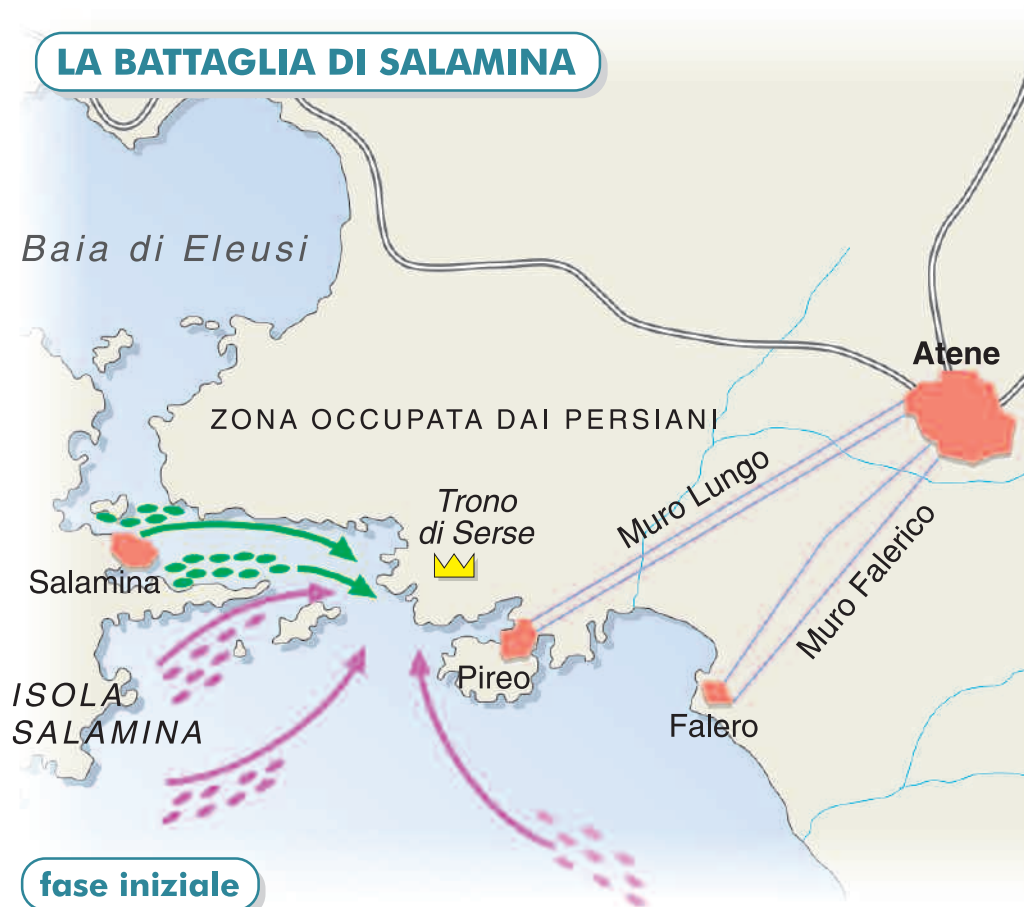 LA BATTAGLIA DI SALAMINA
Baia di Eleusi
Atene
ZONA OCCUPATA DAI PERSIANI
Muro Lungo
Trono
di Serse
Muro Falerico
Salamina
Pireo
ISOLA
SALAMINA
Falero
fase iniziale